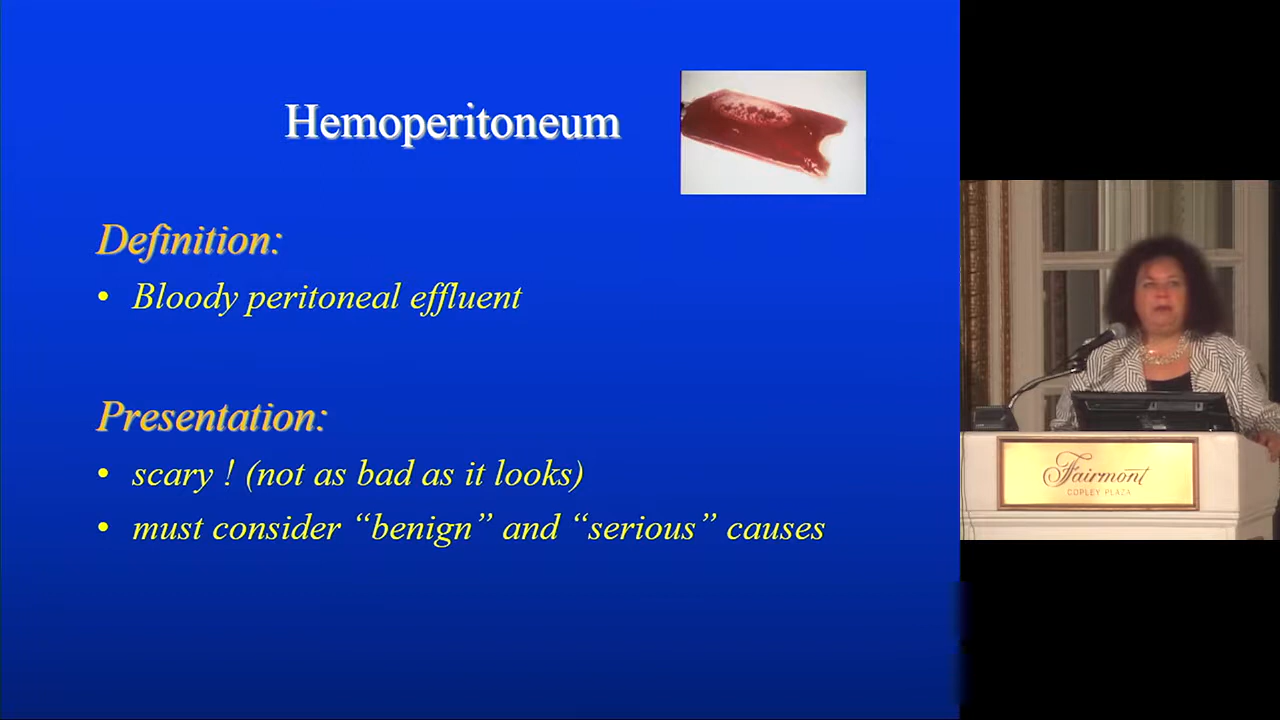 Hemoperitoneum
Definition:
• Bloody peritoneal effluent
Presentation:
• scary ! (not as bad as it looks)
• must consider “benign” and “serious” causes
Fairmont
COPLEY PLAZA